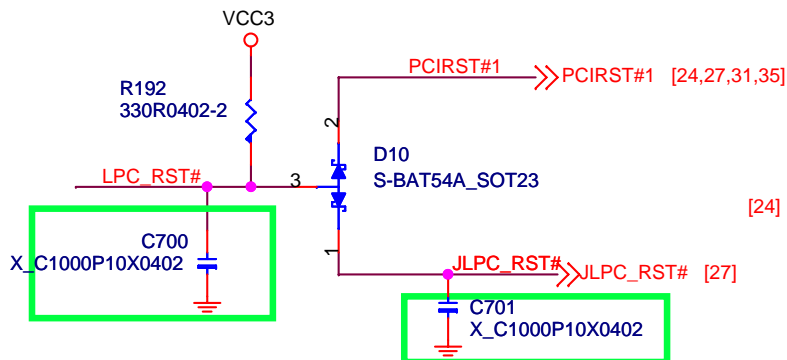 VCC3
R192
330R0402-2
PCIRST#1
PCIRST#1 [24,27,31,35]
2
D10
S-BAT54A_SOT23
LPC_RST#
3
[24]
C700
X_C1000P10X0402
1
JLPC_RST#
JLPC_RST# [27]
C701
X_C1000P10X0402